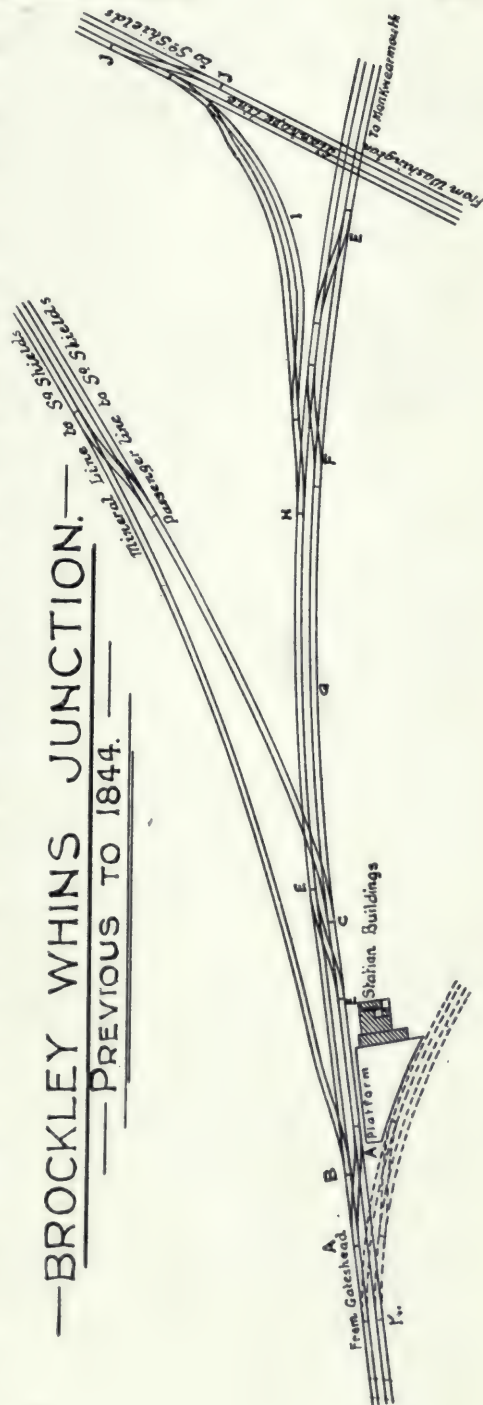 —BROCKLEY WHINS JUNCTION.—
—PREVIOUS TO 1844.—
J
J
to So Shields
Stanhope Line
From Washington
To Monkwearmouth
E
I
F
H
G
Mineral Line to So Shields
Passenger Line to So Shields
E
C
F
Station Buildings
Platform
A
B
A
From Gateshead